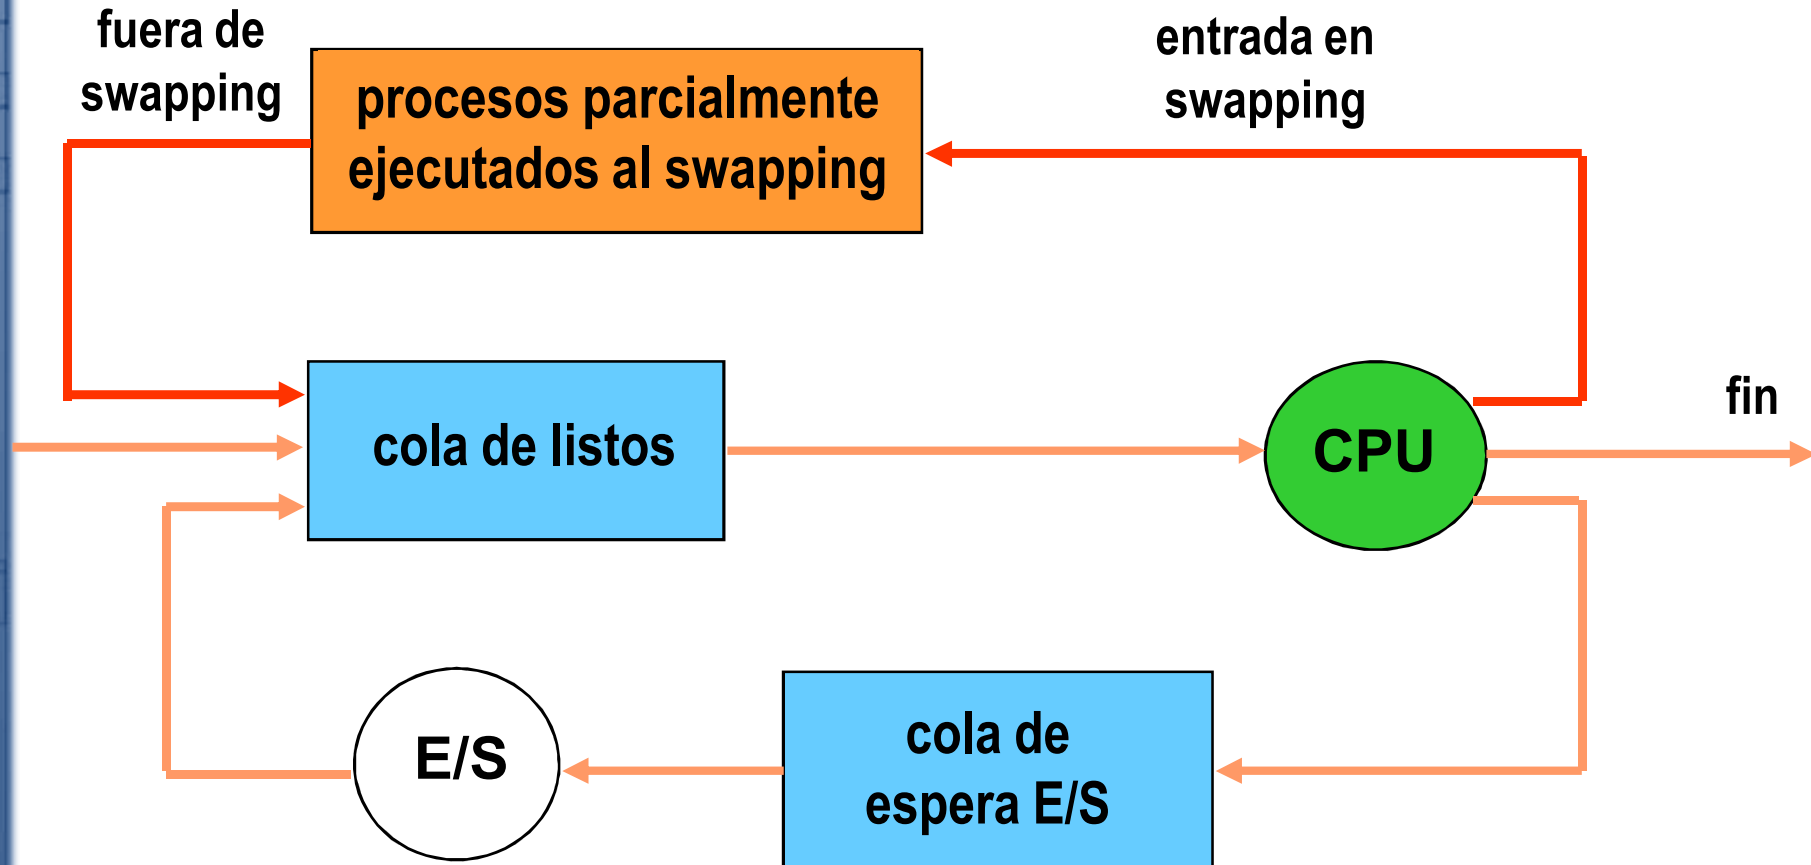 fuera de
swapping
procesos parcialmente
ejecutados al swapping
entrada en
swapping
cola de listos
CPU
fin
E/S
cola de
espera E/S